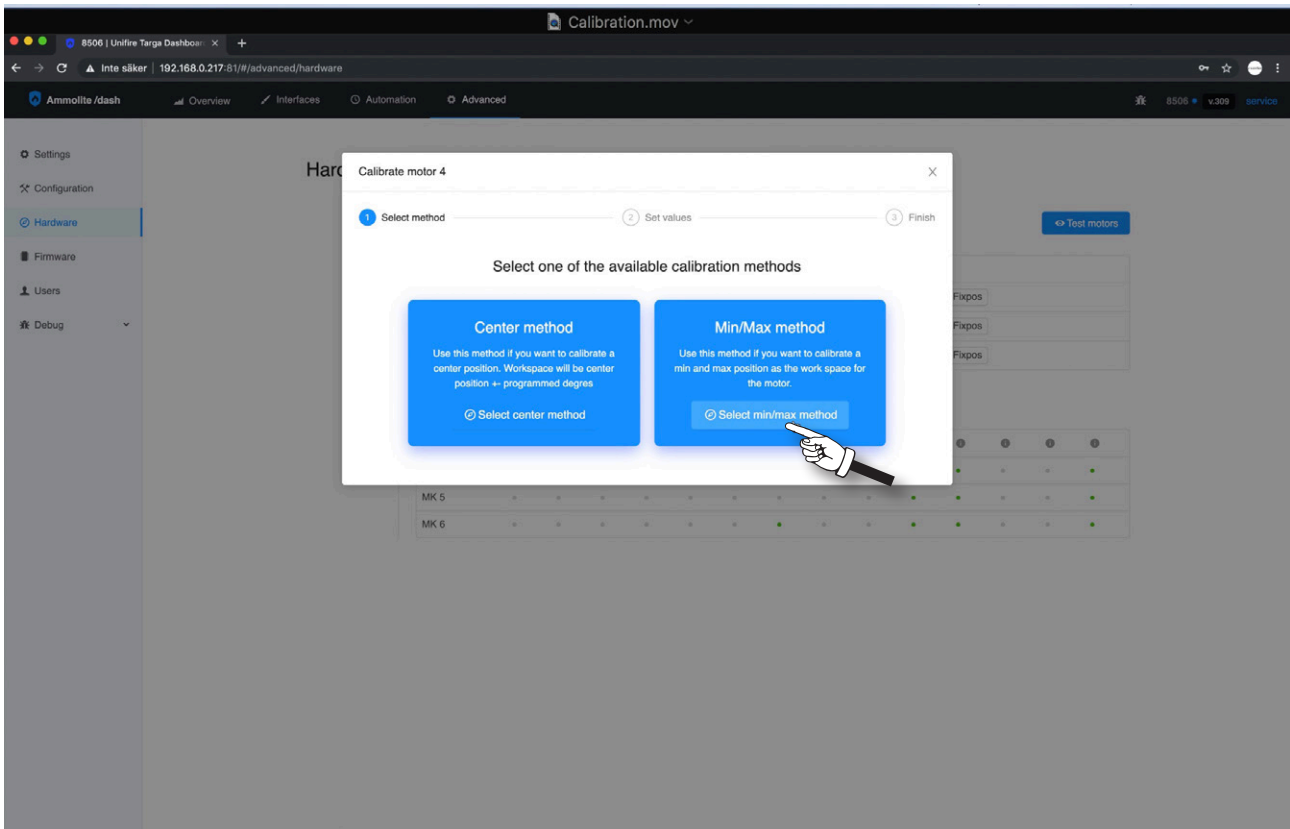 Calibration.mov
8506 | Unifire Targa Dashboar
Inte säker | 192.168.0.217:81/#/advanced/hardware
Ammolite /dash Overview Interfaces Automation Advanced 8506 v.309 service
Settings
Configuration
Hardware
Firmware
Users
Debug
Hard
Calibrate motor 4 X
1 Select method 2 Set values 3 Finish
Test motors
Select one of the available calibration methods
Fixpos
Fixpos
Fixpos
Center method
Use this method if you want to calibrate a
center position. Workspace will be center
position +- programmed degres
Select center method
Min/Max method
Use this method if you want to calibrate a
min and max position as the work space for
the motor.
Select min/max method
MK 5
MK 6